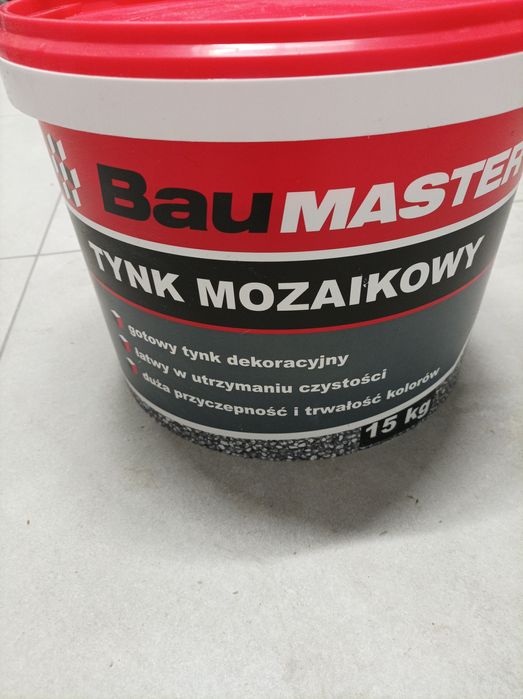 BauMASTER
TYNK MOZAIKOWY
gotowy tynk dekoracyjny
łatwy w utrzymaniu czystości
duża przyczepność i trwałość kolorów
15 kg